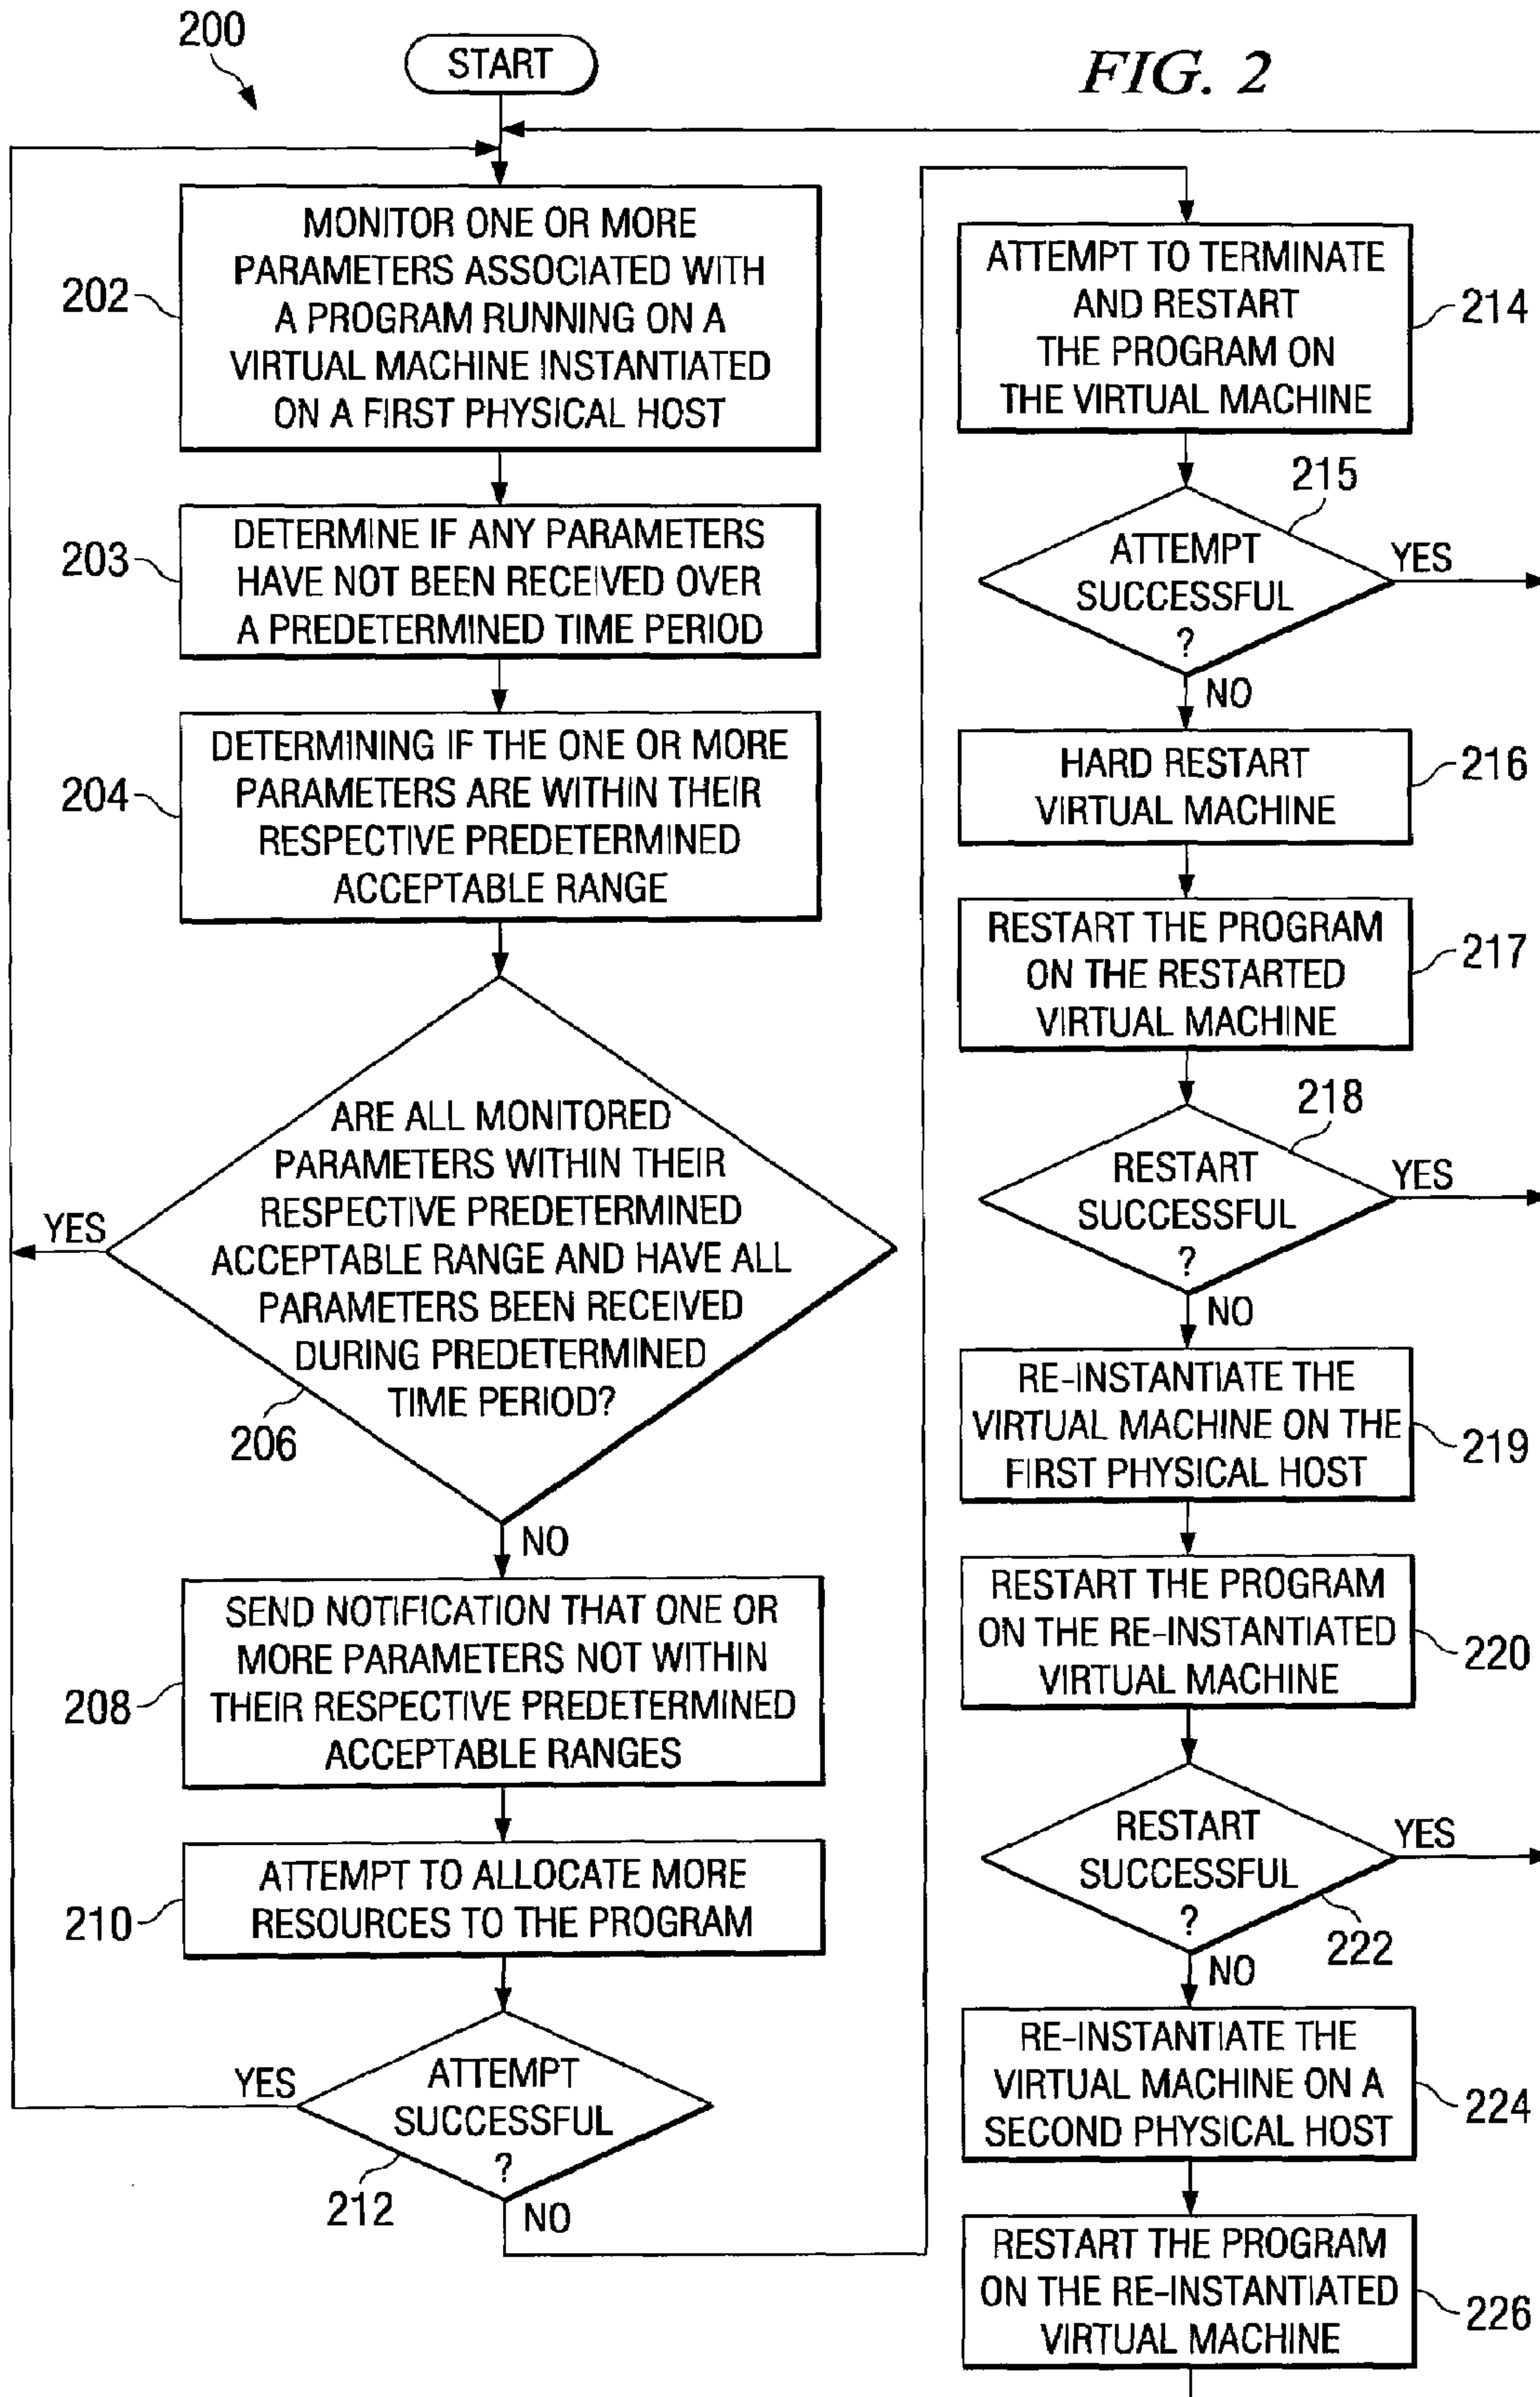 200
START
FIG. 2
MONITOR ONE OR MORE
PARAMETERS ASSOCIATED WITH
A PROGRAM RUNNING ON A
VIRTUAL MACHINE INSTANTIATED
ON A FIRST PHYSICAL HOST
202
DETERMINE IF ANY PARAMETERS
HAVE NOT BEEN RECEIVED OVER
A PREDETERMINED TIME PERIOD
203
DETERMINING IF THE ONE OR MORE
PARAMETERS ARE WITHIN THEIR
RESPECTIVE PREDETERMINED
ACCEPTABLE RANGE
204
ARE ALL MONITORED
PARAMETERS WITHIN THEIR
RESPECTIVE PREDETERMINED
ACCEPTABLE RANGE AND HAVE ALL
PARAMETERS BEEN RECEIVED
DURING PREDETERMINED
TIME PERIOD?
YES
206
NO
SEND NOTIFICATION THAT ONE OR
MORE PARAMETERS NOT WITHIN
THEIR RESPECTIVE PREDETERMINED
ACCEPTABLE RANGES
208
ATTEMPT TO ALLOCATE MORE
RESOURCES TO THE PROGRAM
210
YES
ATTEMPT
SUCCESSFUL
?
212
NO
ATTEMPT TO TERMINATE
AND RESTART
THE PROGRAM ON
THE VIRTUAL MACHINE
214
215
ATTEMPT
SUCCESSFUL
?
YES
NO
HARD RESTART
VIRTUAL MACHINE
216
RESTART THE PROGRAM
ON THE RESTARTED
VIRTUAL MACHINE
217
218
RESTART
SUCCESSFUL
?
YES
NO
RE-INSTANTIATE THE
VIRTUAL MACHINE ON THE
FIRST PHYSICAL HOST
219
RESTART THE PROGRAM
ON THE RE-INSTANTIATED
VIRTUAL MACHINE
220
RESTART
SUCCESSFUL
?
YES
222
NO
RE-INSTANTIATE THE
VIRTUAL MACHINE ON A
SECOND PHYSICAL HOST
224
RESTART THE PROGRAM
ON THE RE-INSTANTIATED
VIRTUAL MACHINE
226